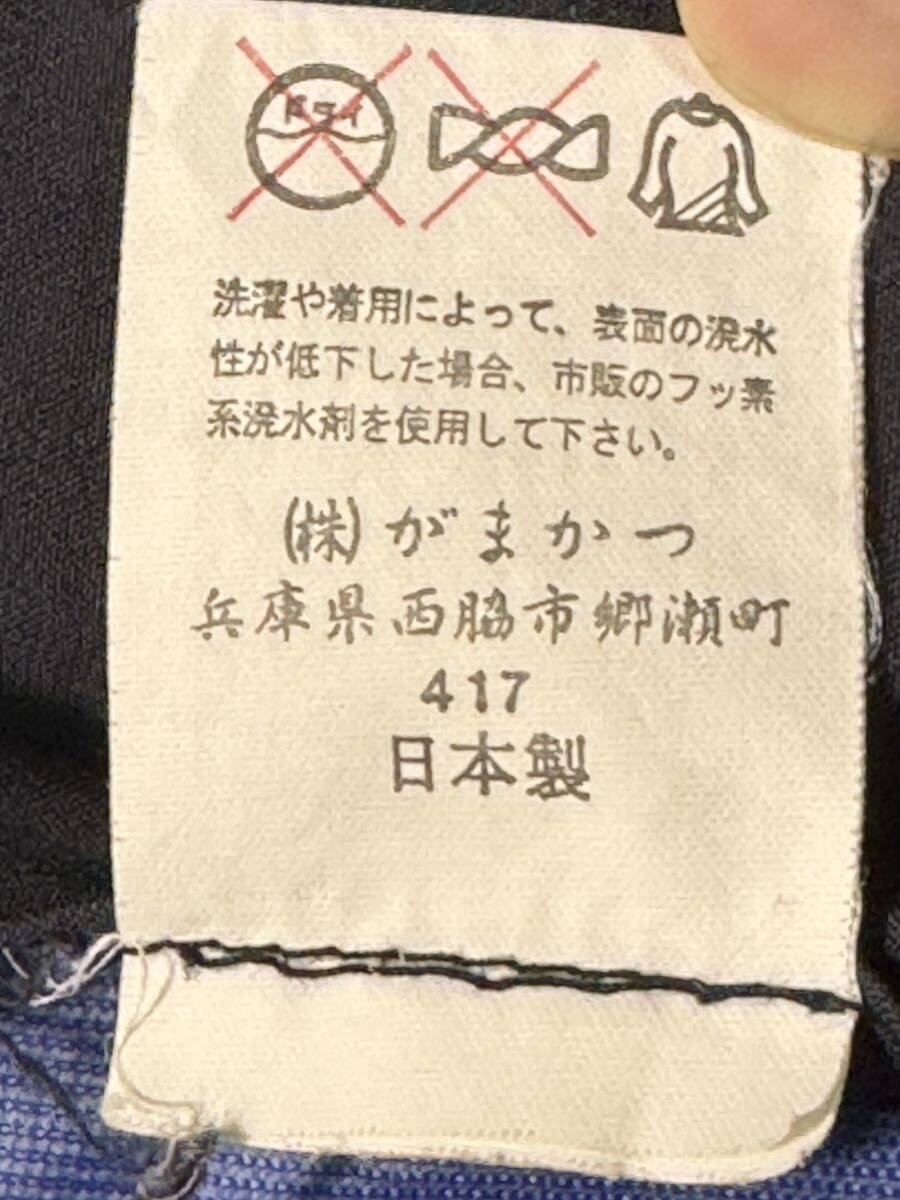 ドライ
洗濯や着用によって、表面の溌水
性が低下した場合、市販のフッ素
系溌水剤を使用して下さい。
㈱がまかつ
兵庫県西脇市郷瀬町
417
日本製